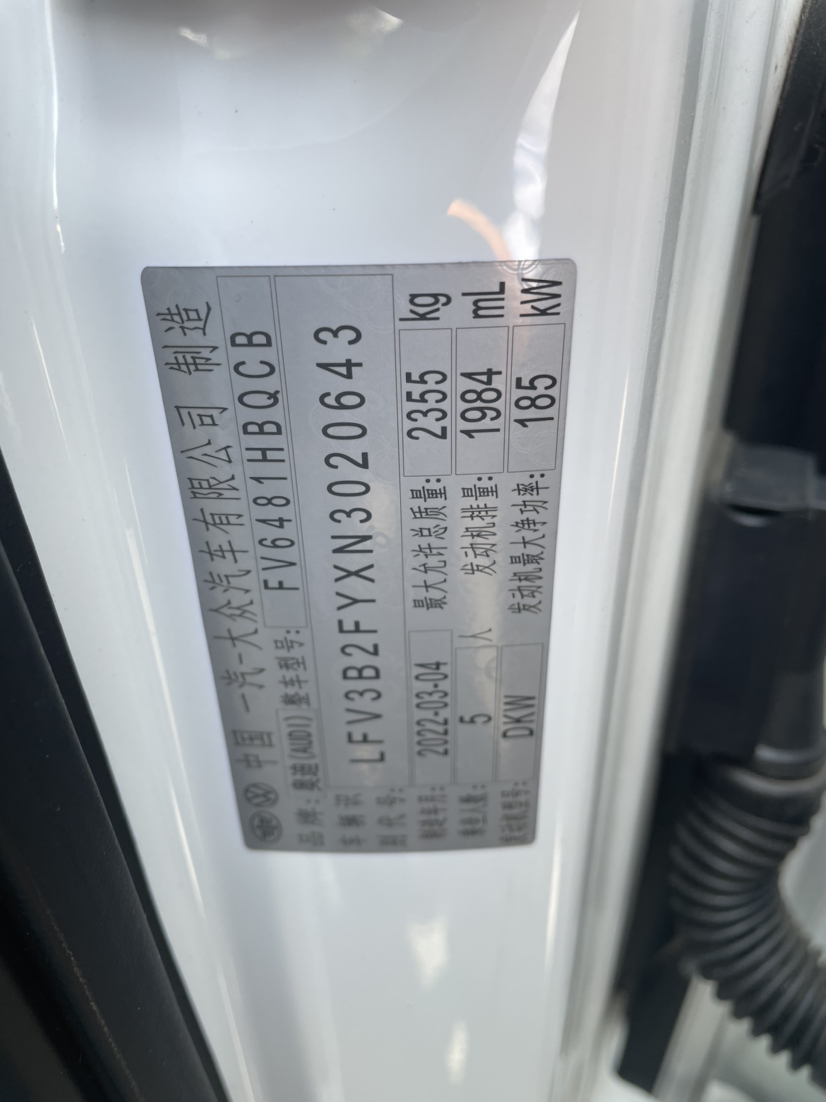 中国 一汽-大众汽车有限公司 制造
品牌: 奥迪(AUDI) 整车型号: FV6481HBQCB
车辆识别代号: LFV3B2FYXN3020643
制造年月: 2022-03-04 最大允许总质量: 2355 kg
乘坐人数: 5 人 发动机排量: 1984 mL
发动机型号: DKW 发动机最大净功率: 185 kW